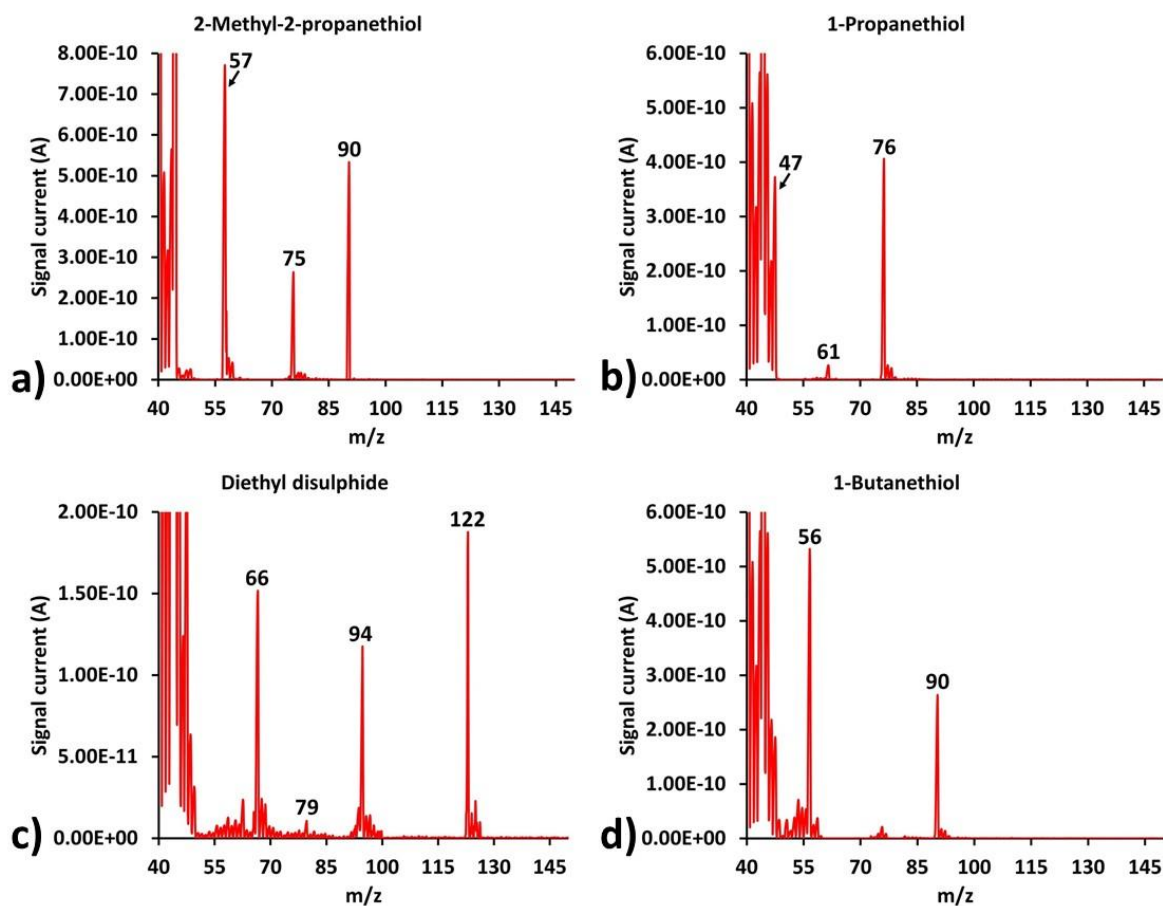 2-Methyl-2-propanethiol
8.00E-10
7.00E-10
6.00E-10
5.00E-10
4.00E-10
3.00E-10
2.00E-10
1.00E-10
0.00E+00
Signal current (A)
57
75
90
40 55 70 85 100 115 130 145
m/z
a)
1-Propanethiol
6.00E-10
5.00E-10
4.00E-10
3.00E-10
2.00E-10
1.00E-10
0.00E+00
Signal current (A)
47
61
76
40 55 70 85 100 115 130 145
m/z
b)
Diethyl disulphide
2.00E-10
1.50E-10
1.00E-10
5.00E-11
0.00E+00
Signal current (A)
66
79
94
122
40 55 70 85 100 115 130 145
m/z
c)
1-Butanethiol
6.00E-10
5.00E-10
4.00E-10
3.00E-10
2.00E-10
1.00E-10
0.00E+00
Signal current (A)
56
90
40 55 70 85 100 115 130 145
m/z
d)